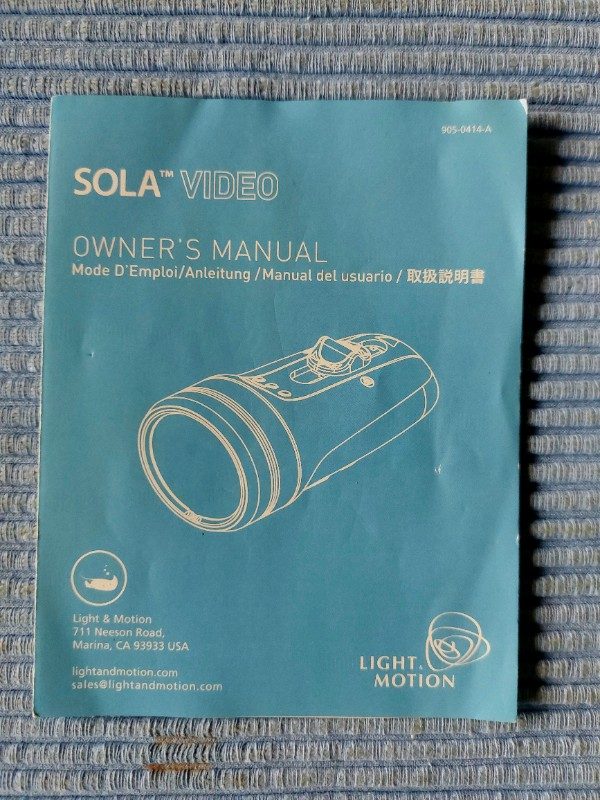 905-0414-A
SOLA™ VIDEO
OWNER'S MANUAL
Mode D'Emploi/Anleitung /Manual del usuario / 取扱説明書
Light & Motion
711 Neeson Road,
Marina, CA 93933 USA
lightandmotion.com
sales@lightandmotion.com
LIGHT &
MOTION